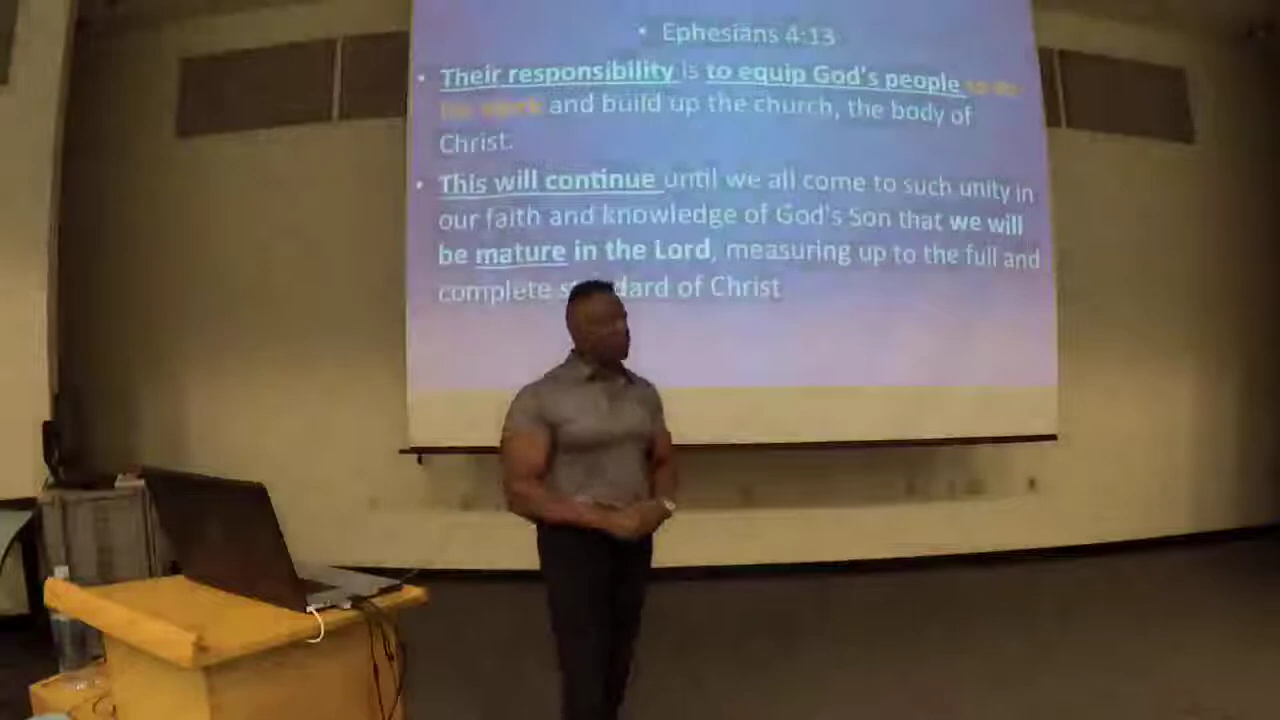 • Ephesians 4:13
• Their responsibility is to equip God's people
and build up the church, the body of
Christ.
• This will continue until we all come to such unity in
our faith and knowledge of God's Son that we will
be mature in the Lord, measuring up to the full and
complete of Christ